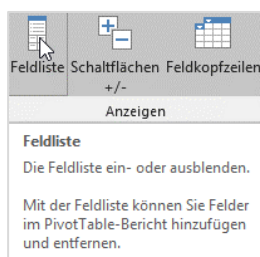 Feldliste Schaltflächen Feldkopfzeilen
+/-
Anzeigen
Feldliste
Die Feldliste ein- oder ausblenden.
Mit der Feldliste können Sie Felder
im PivotTable-Bericht hinzufügen
und entfernen.